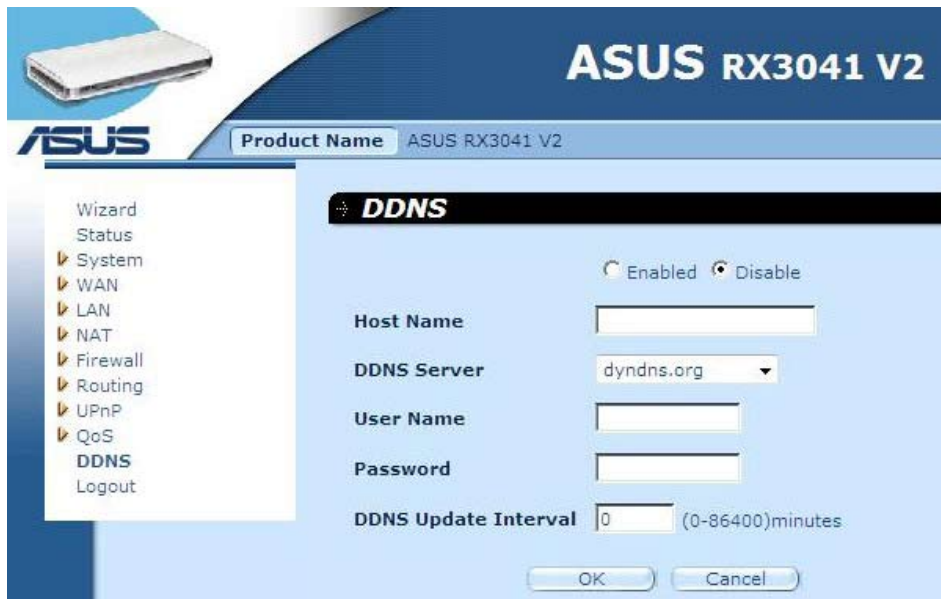 ASUS RX3041 V2
ASUS
Product Name ASUS RX3041 V2
Wizard
Status
System
WAN
LAN
NAT
Firewall
Routing
UPnP
QoS
DDNS
Logout
DDNS
Enabled Disable
Host Name
DDNS Server dyndns.org
User Name
Password
DDNS Update Interval 0 (0-86400)minutes
OK Cancel